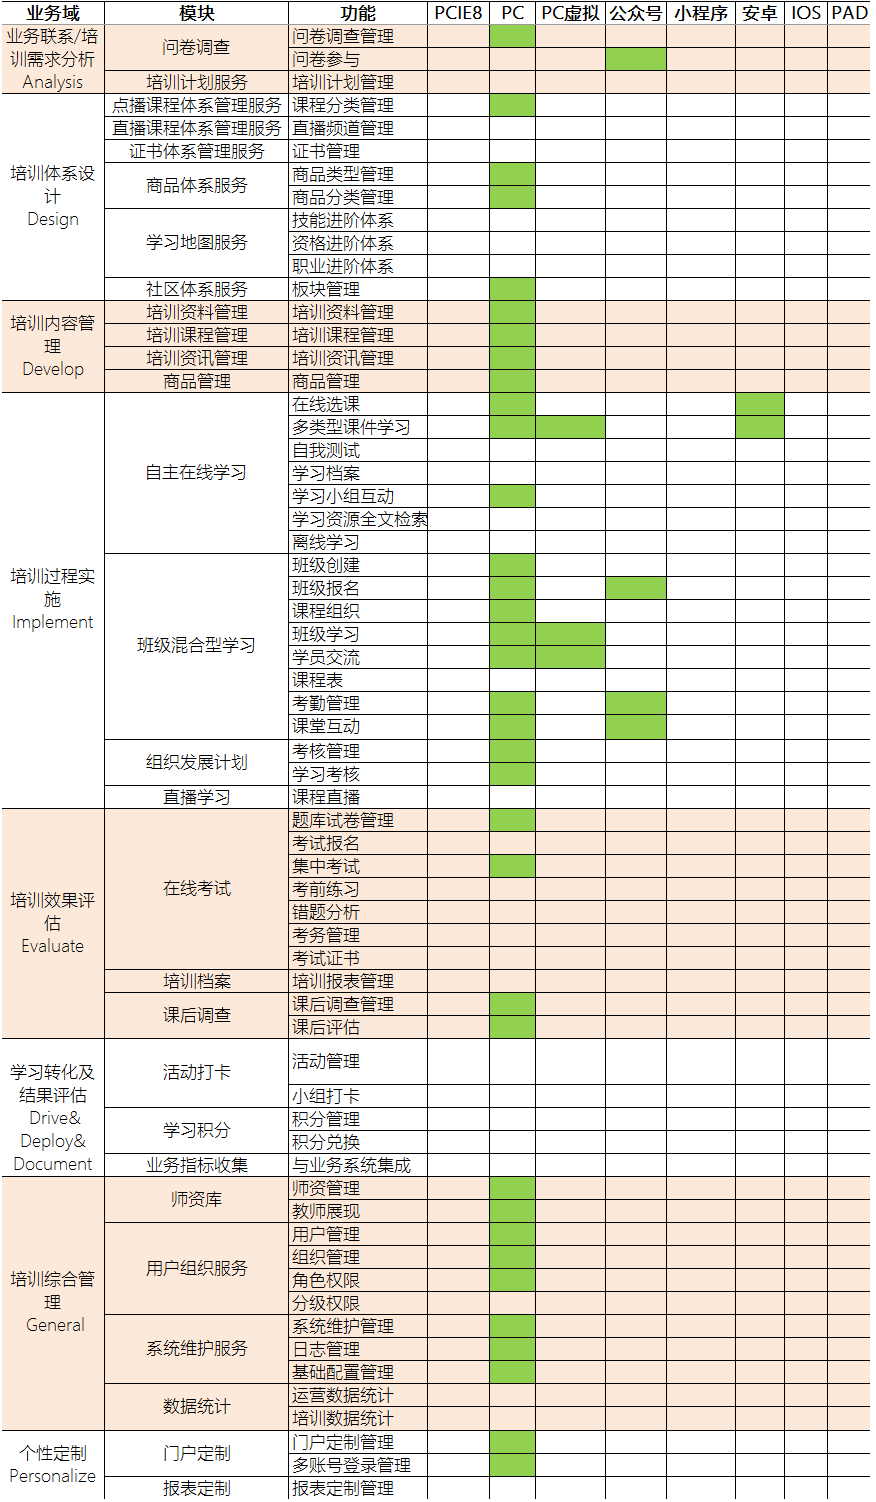 业务域 模块 功能 PCIE8 PC PC虚拟 公众号 小程序 安卓 IOS PAD
业务联系/培
训需求分析
Analysis
问卷调查
问卷调查管理
问卷参与
培训计划服务 培训计划管理
培训体系设
计
Design
点播课程体系管理服务 课程分类管理
直播课程体系管理服务 直播频道管理
证书体系管理服务 证书管理
商品体系服务
商品类型管理
商品分类管理
学习地图服务
技能进阶体系
资格进阶体系
职业进阶体系
社区体系服务 板块管理
培训内容管
理
Develop
培训资料管理 培训资料管理
培训课程管理 培训课程管理
培训资讯管理 培训资讯管理
商品管理 商品管理
培训过程实
施
Implement
自主在线学习
在线选课
多类型课件学习
自我测试
学习档案
学习小组互动
学习资源全文检索
离线学习
班级混合型学习
班级创建
班级报名
课程组织
班级学习
学员交流
课程表
考勤管理
课堂互动
组织发展计划
考核管理
学习考核
直播学习 课程直播
培训效果评
估
Evaluate
在线考试
题库试卷管理
考试报名
集中考试
考前练习
错题分析
考务管理
考试证书
培训档案 培训报表管理
课后调查
课后调查管理
课后评估
学习转化及
结果评估
Drive&
Deploy&
Document
活动打卡
活动管理
小组打卡
学习积分
积分管理
积分兑换
业务指标收集 与业务系统集成
培训综合管
理
General
师资库
师资管理
教师展现
用户组织服务
用户管理
组织管理
角色权限
分级权限
系统维护服务
系统维护管理
日志管理
基础配置管理
数据统计
运营数据统计
培训数据统计
个性定制
Personalize
门户定制
门户定制管理
多账号登录管理
报表定制 报表定制管理